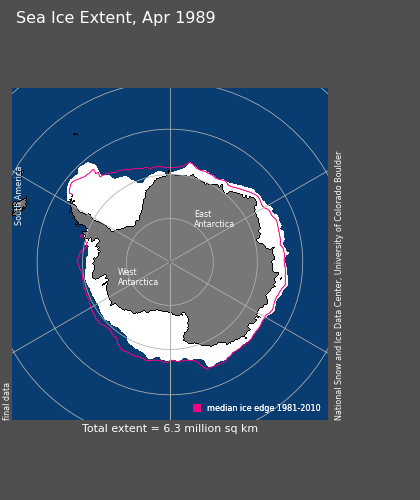 Sea Ice Extent, Apr 1989
South America
East
Antarctica
West
Antarctica
National Snow and Ice Data Center, University of Colorado Boulder
final data
median ice edge 1981-2010
Total extent = 6.3 million sq km